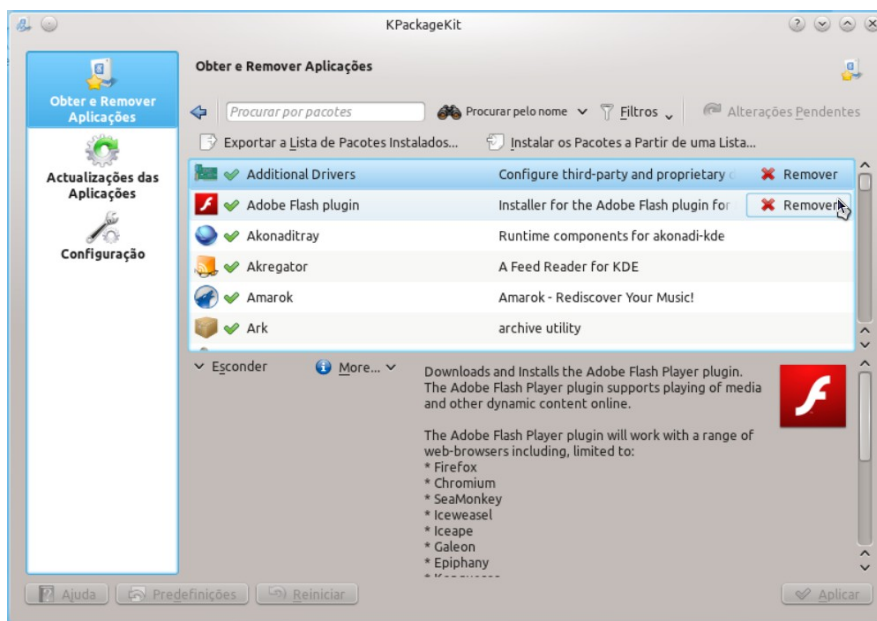 KPackageKit
Obter e Remover Aplicações
Obter e Remover
Aplicações
Actualizações das
Aplicações
Configuração
Procurar por pacotes
Procurar pelo nome
Filtros
Alterações Pendentes
Exportar a Lista de Pacotes Instalados...
Instalar os Pacotes a Partir de uma Lista...
Additional Drivers Configure third-party and proprietary Remover
Adobe Flash plugin Installer for the Adobe Flash plugin for Remover
Akonaditray Runtime components for akonadi-kde
Akregator A Feed Reader for KDE
Amarok Amarok - Rediscover Your Music!
Ark archive utility
Esconder
More...
Downloads and Installs the Adobe Flash Player plugin.
The Adobe Flash Player plugin supports playing of media
and other dynamic content online.
The Adobe Flash Player plugin will work with a range of
web-browsers including, limited to:
* Firefox
* Chromium
* SeaMonkey
* Iceweasel
* Iceape
* Galeon
* Epiphany
Ajuda
Predefinições
Reiniciar
Aplicar